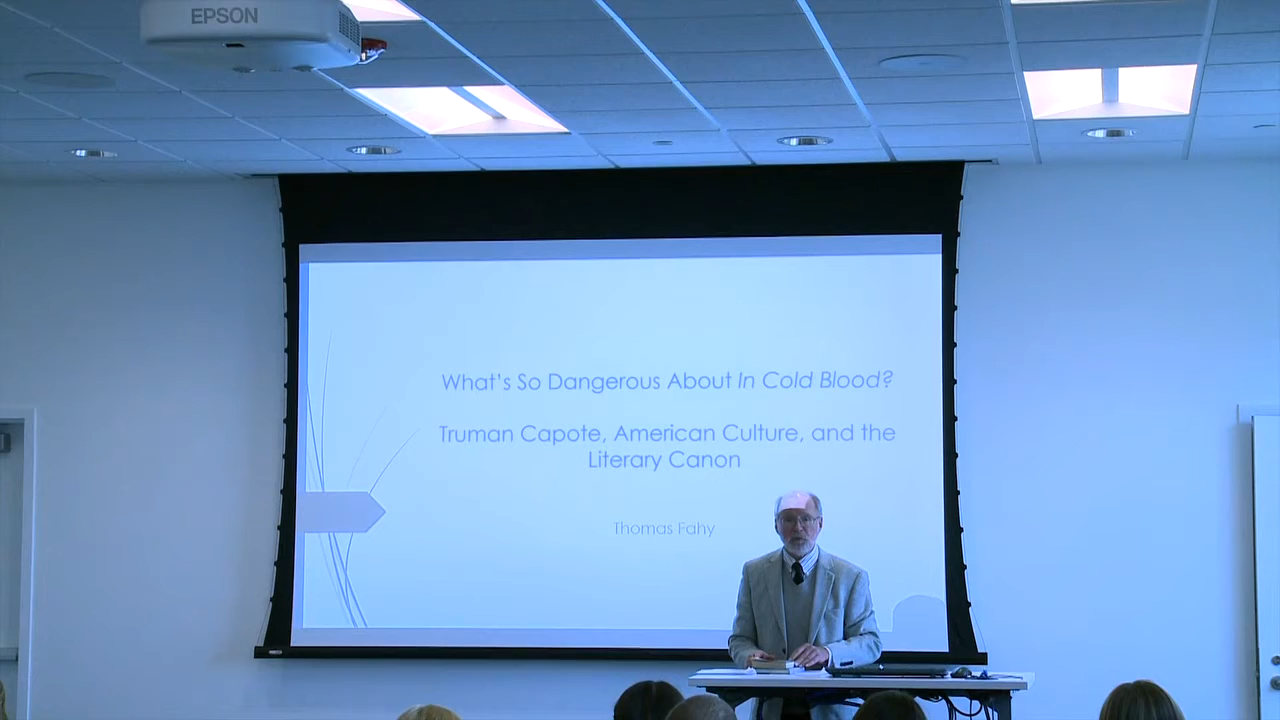 EPSON
What's So Dangerous About In Cold Blood?
Truman Capote, American Culture, and the
Literary Canon
Thomas Fahy